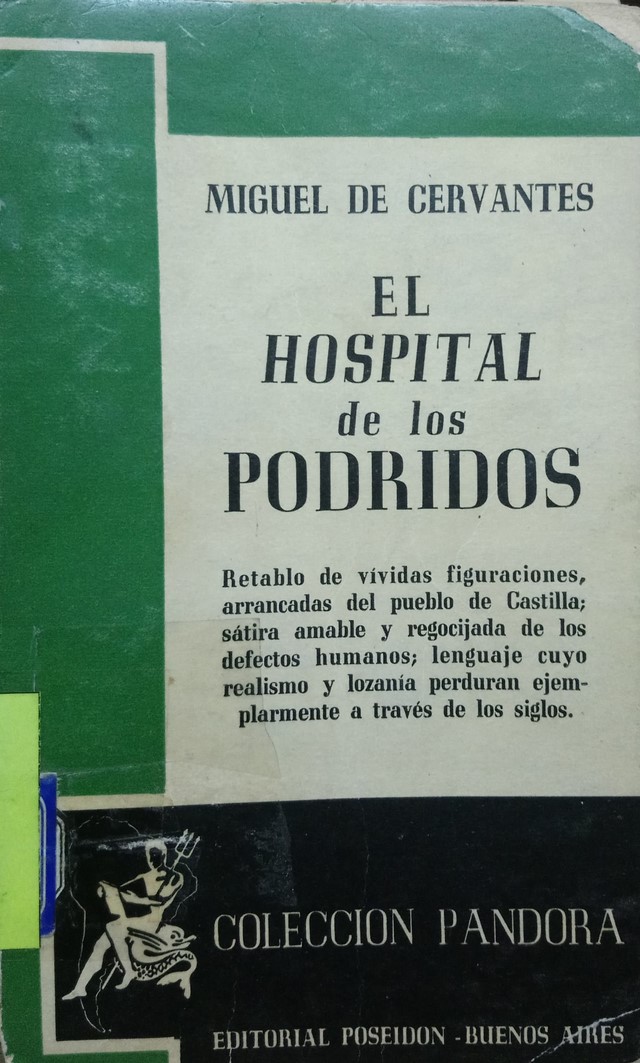 MIGUEL DE CERVANTES
EL
HOSPITAL
de los
PODRIDOS
Retablo de vívidas figuraciones,
arrancadas del pueblo de Castilla;
sátira amable y regocijada de los
defectos humanos; lenguaje cuyo
realismo y lozanía perduran ejem-
plarmente a través de los siglos.
COLECCION PANDORA
EDITORIAL POSEIDON - BUENOS AIRES